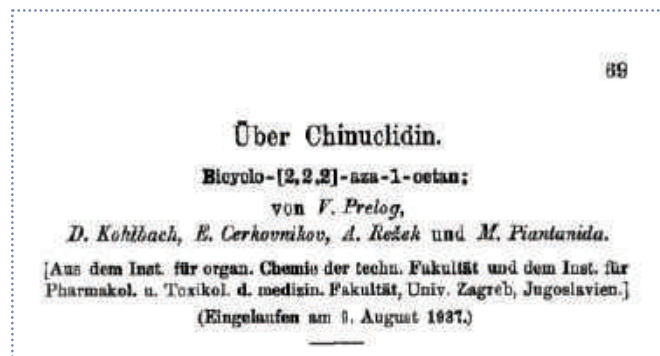 69
Über Chinuclidin.
Bicyclo-[2,2,2]-aza-1-octan;
von V. Prelog,
D. Kohlbach, E. Cerkovnikov, A. Režek und M. Piantanida.
[Aus dem Inst. für organ. Chemie der techn. Fakultät und dem Inst. für
Pharmakol. u. Toxikol. d. medizin. Fakultät, Univ. Zagreb, Jugoslavien.]
(Eingelaufen am 9. August 1937.)